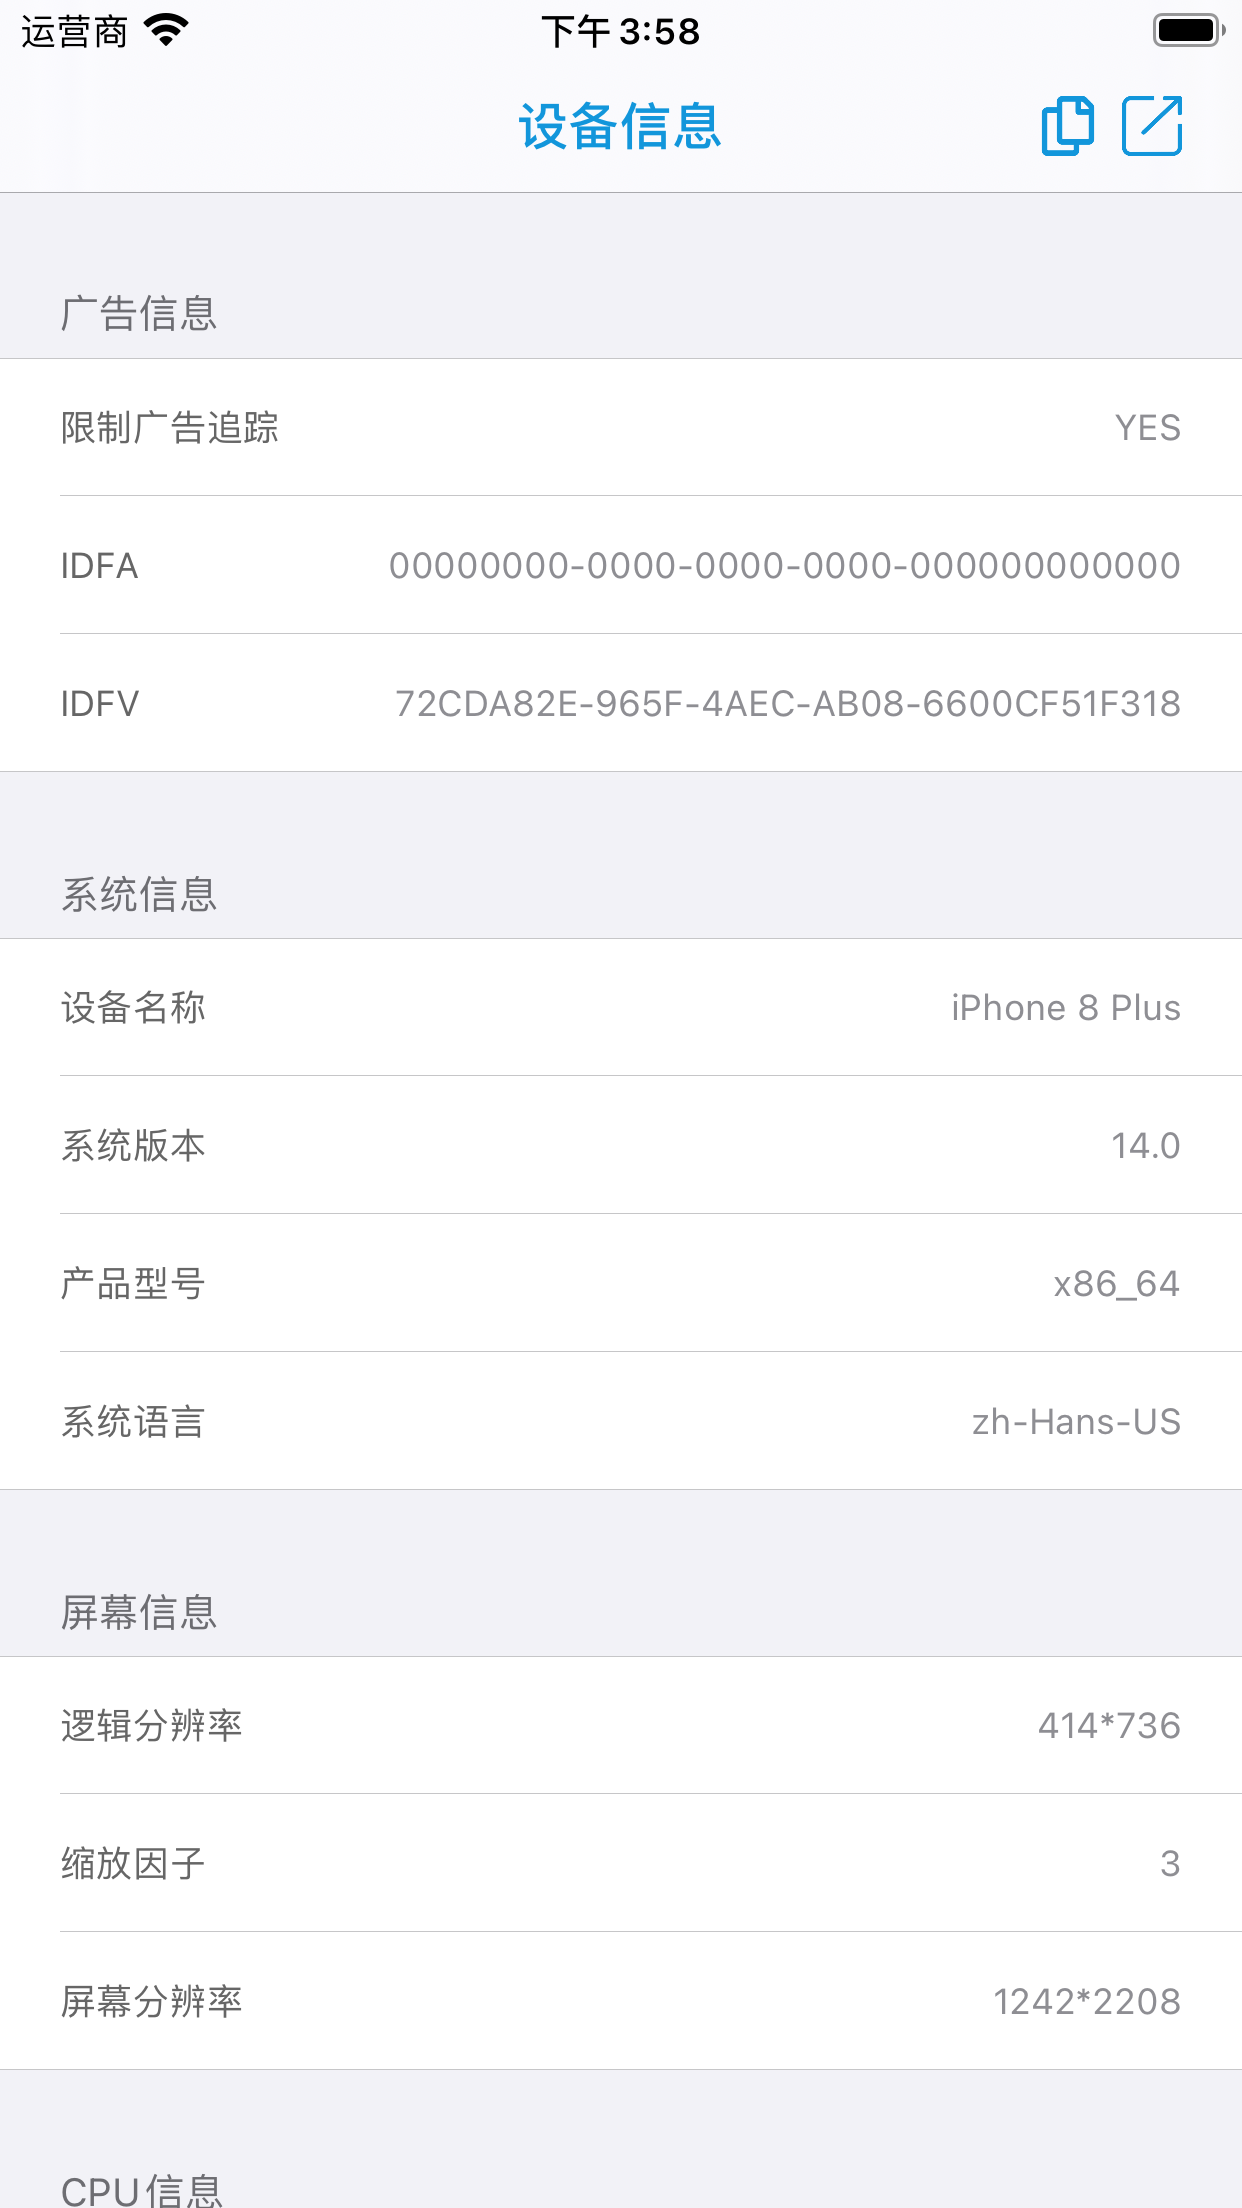 运营商 下午3:58
设备信息
广告信息
限制广告追踪 YES
IDFA 00000000-0000-0000-0000-000000000000
IDFV 72CDA82E-965F-4AEC-AB08-6600CF51F318
系统信息
设备名称 iPhone 8 Plus
系统版本 14.0
产品型号 x86_64
系统语言 zh-Hans-US
屏幕信息
逻辑分辨率 414*736
缩放因子 3
屏幕分辨率 1242*2208
CPU信息